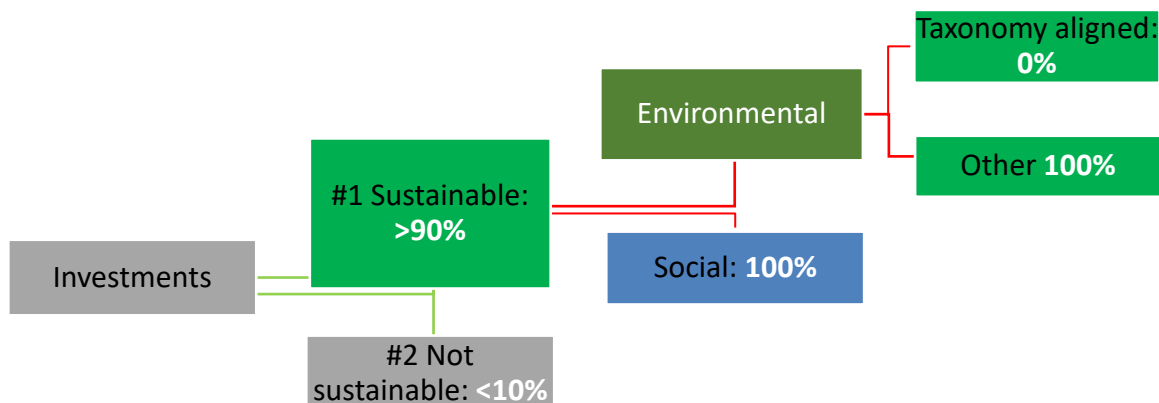 Taxonomy aligned:
0%
Environmental
Other 100%
#1 Sustainable:
>90%
Social: 100%
Investments
#2 Not
sustainable: <10%